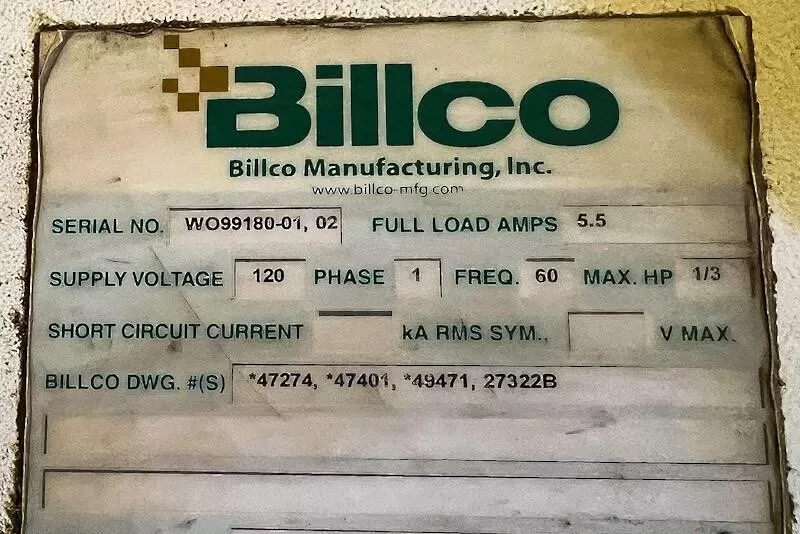 Billco
Billco Manufacturing, Inc.
www.billco-mfg.com
SERIAL NO. WO99180-01, 02 FULL LOAD AMPS 5.5
SUPPLY VOLTAGE 120 PHASE 1 FREQ. 60 MAX. HP 1/3
SHORT CIRCUIT CURRENT kA RMS SYM., V MAX.
BILLCO DWG. #(S) *47274, *47401, *49471, 27322B